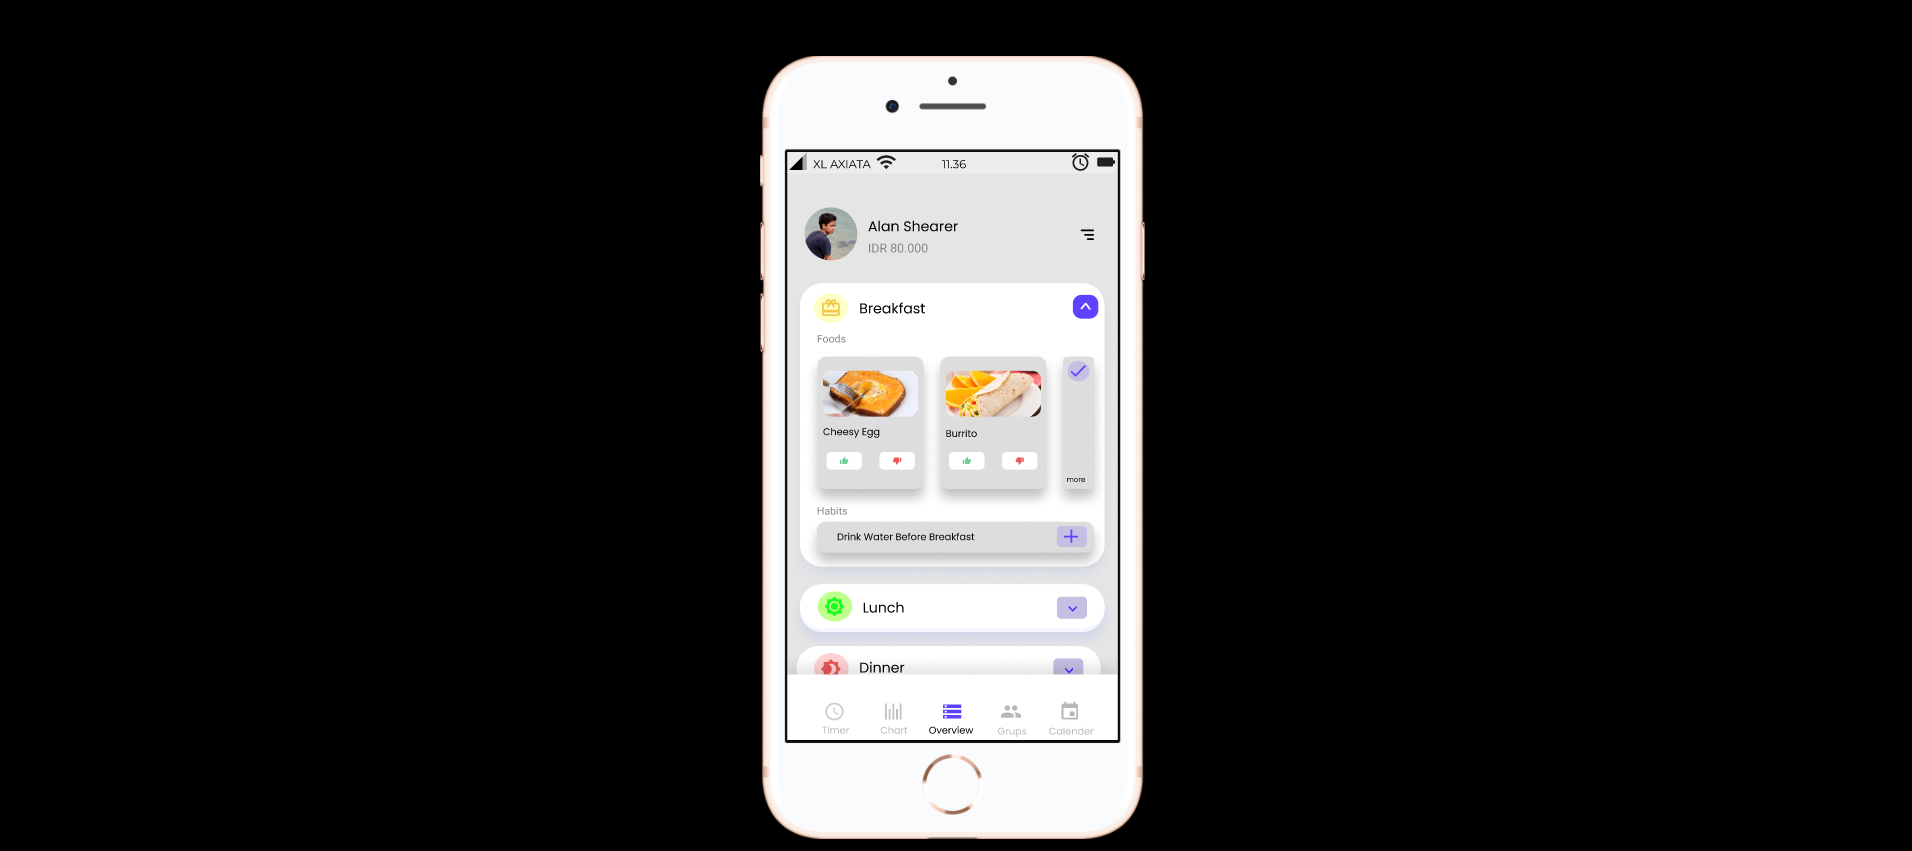 XL AXIATA 11.36
Alan Shearer
IDR 80.000
Breakfast
Foods
Cheesy Egg
Burrito
more
Habits
Drink Water Before Breakfast
Lunch
Dinner
Timer Chart Overview Grups Calender